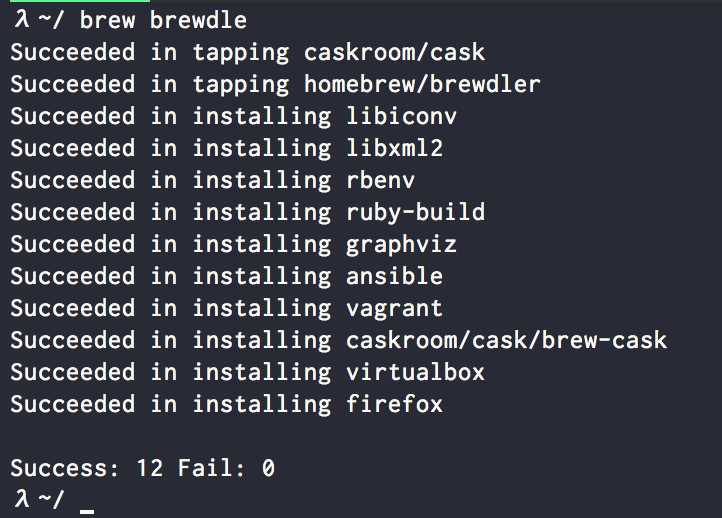 λ ~/ brew brewdle
Succeeded in tapping caskroom/cask
Succeeded in tapping homebrew/brewdler
Succeeded in installing libiconv
Succeeded in installing libxml2
Succeeded in installing rbenv
Succeeded in installing ruby-build
Succeeded in installing graphviz
Succeeded in installing ansible
Succeeded in installing vagrant
Succeeded in installing caskroom/cask/brew-cask
Succeeded in installing virtualbox
Succeeded in installing firefox
Success: 12 Fail: 0
λ ~/ _